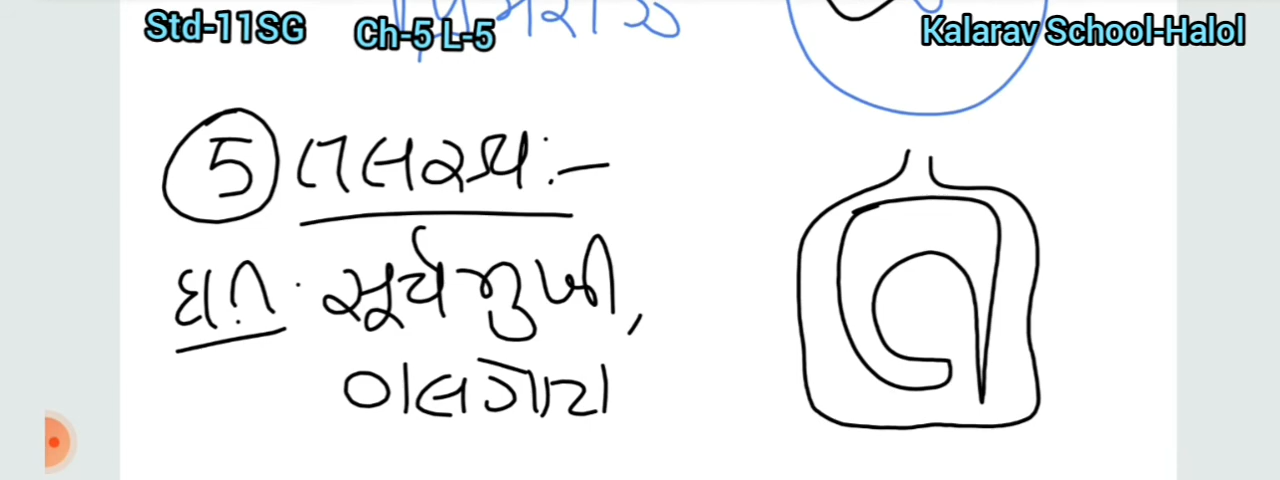 Std-11SG Ch-5 L-5 Kalarav School-Halol
5 તલસ્થ :-
દા.ત. સૂર્યમુખી,
ગલગોટા